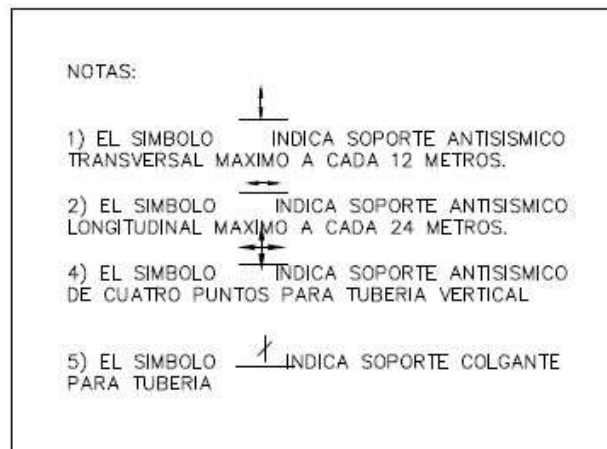 NOTAS:
1) EL SIMBOLO INDICA SOPORTE ANTISISMICO
TRANSVERSAL MAXIMO A CADA 12 METROS.
2) EL SIMBOLO INDICA SOPORTE ANTISISMICO
LONGITUDINAL MAXIMO A CADA 24 METROS.
4) EL SIMBOLO INDICA SOPORTE ANTISISMICO
DE CUATRO PUNTOS PARA TUBERIA VERTICAL
5) EL SIMBOLO INDICA SOPORTE COLGANTE
PARA TUBERIA